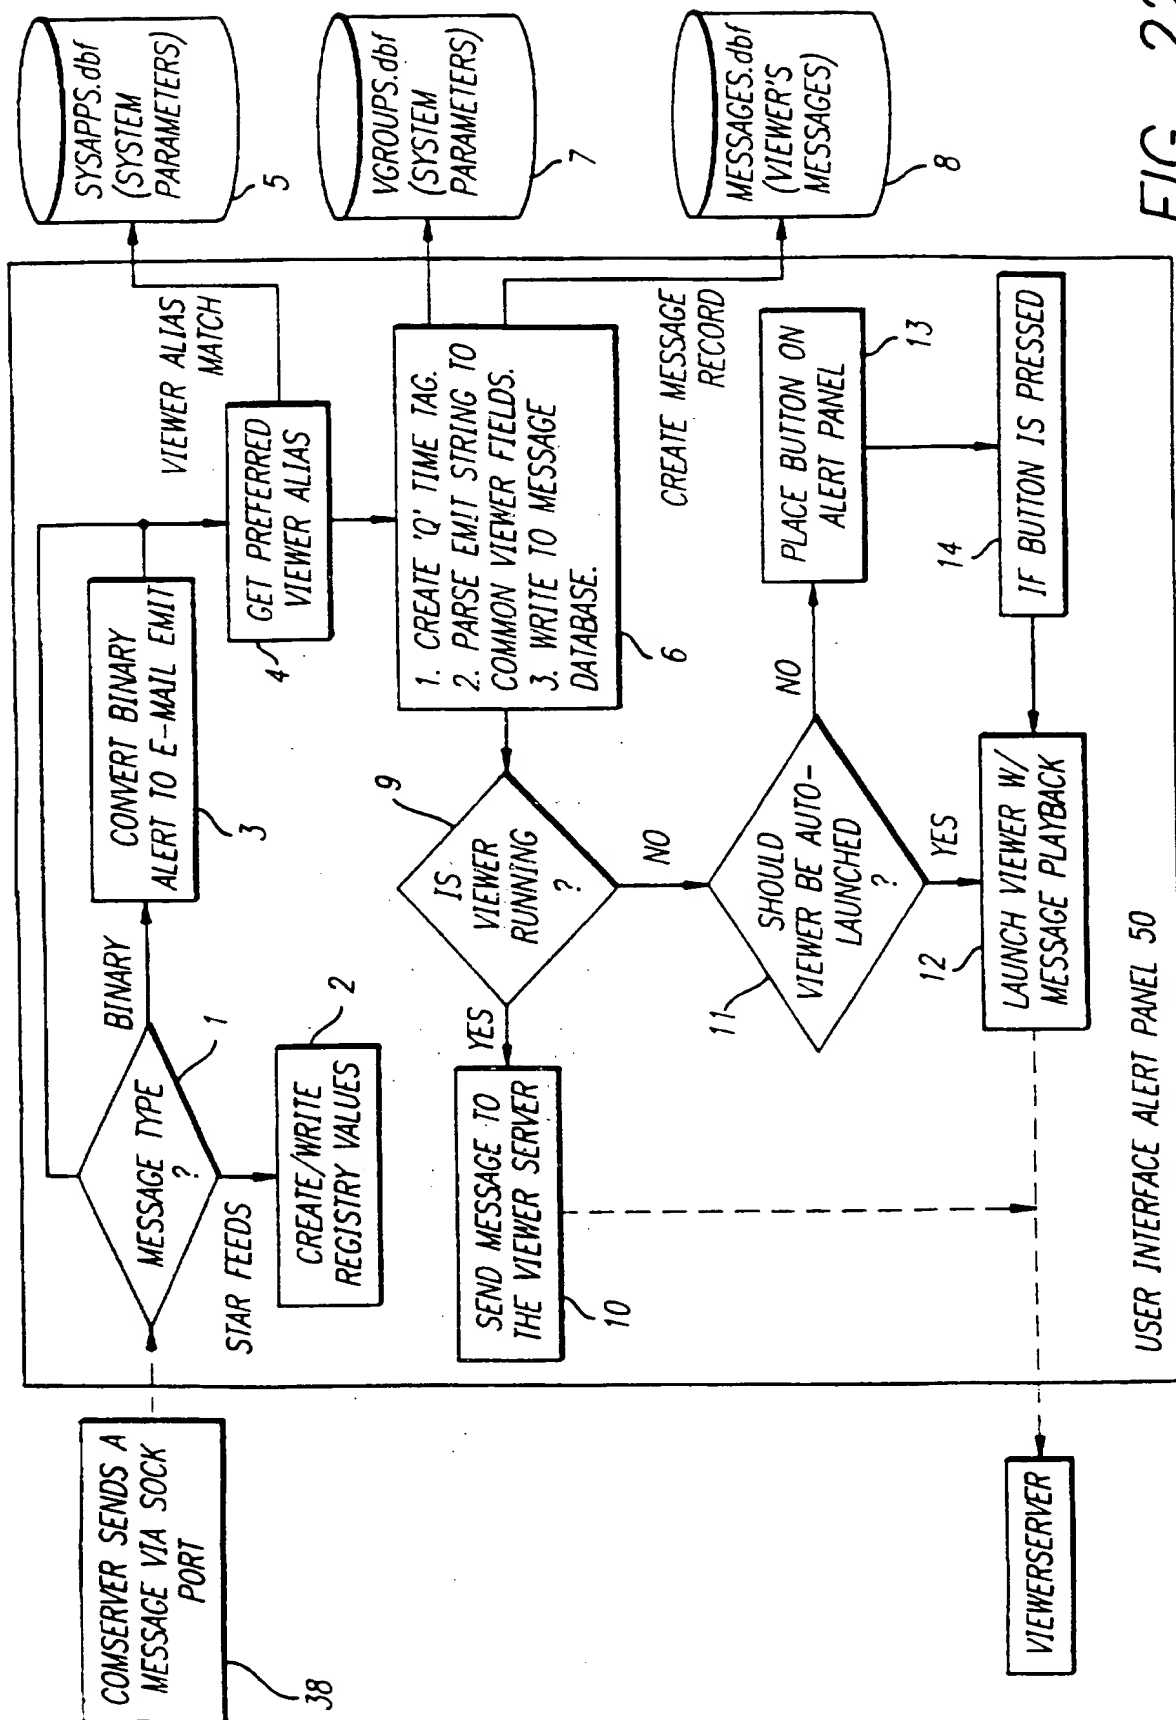 COMSERVER SENDS A
MESSAGE VIA SOCK
PORT
38
MESSAGE TYPE
?
1
BINARY
STAR FEEDS
CREATE/WRITE
REGISTRY VALUES
2
CONVERT BINARY
ALERT TO E-MAIL EMIT
3
GET PREFERRED
VIEWER ALIAS
4
VIEWER ALIAS
MATCH
SYSAPPS.dbf
(SYSTEM
PARAMETERS)
5
1. CREATE 'Q' TIME TAG.
2. PARSE EMIT STRING TO
COMMON VIEWER FIELDS.
3. WRITE TO MESSAGE
DATABASE.
6
VGROUPS.dbf
(SYSTEM
PARAMETERS)
7
CREATE MESSAGE
RECORD
MESSAGES.dbf
(VIEWER'S
MESSAGES)
8
IS
VIEWER
RUNNING
?
9
YES
NO
SEND MESSAGE TO
THE VIEWER SERVER
10
SHOULD
VIEWER BE AUTO-
LAUNCHED
?
11
NO
YES
PLACE BUTTON ON
ALERT PANEL
13
IF BUTTON IS PRESSED
14
LAUNCH VIEWER W/
MESSAGE PLAYBACK
12
VIEWERSERVER
USER INTERFACE ALERT PANEL 50
FIG.